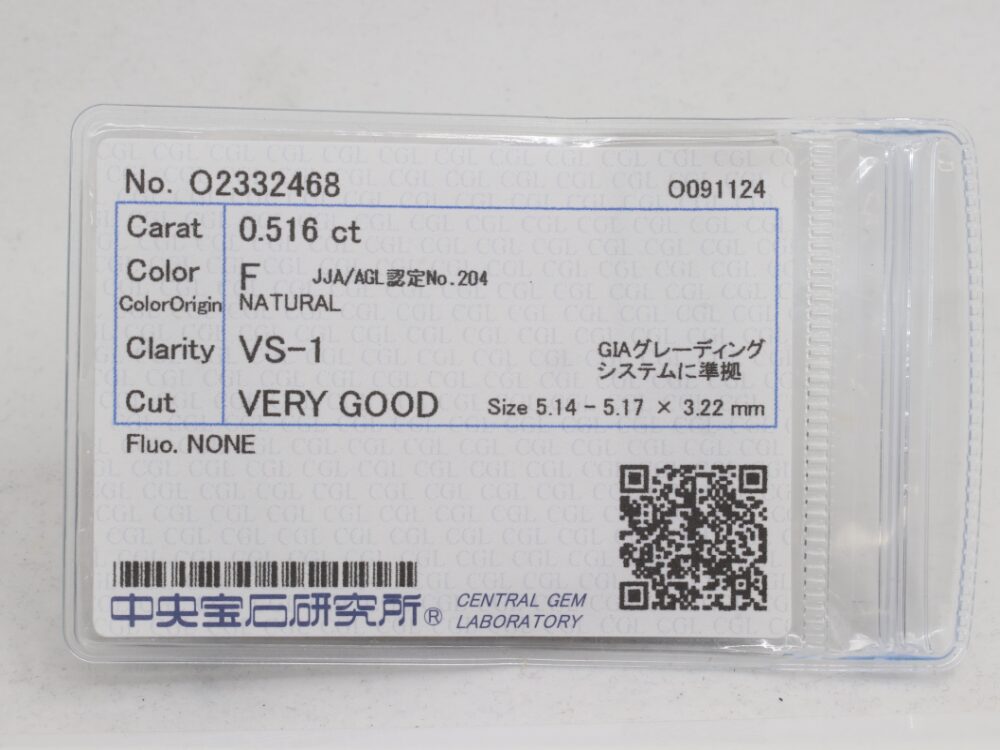 No. O2332468 O091124
Carat 0.516 ct
Color F JJA/AGL認定No.204
ColorOrigin NATURAL
Clarity VS-1 GIAグレーディング
システムに準拠
Cut VERY GOOD Size 5.14 - 5.17 × 3.22 mm
Fluo. NONE
中央宝石研究所® CENTRAL GEM
LABORATORY